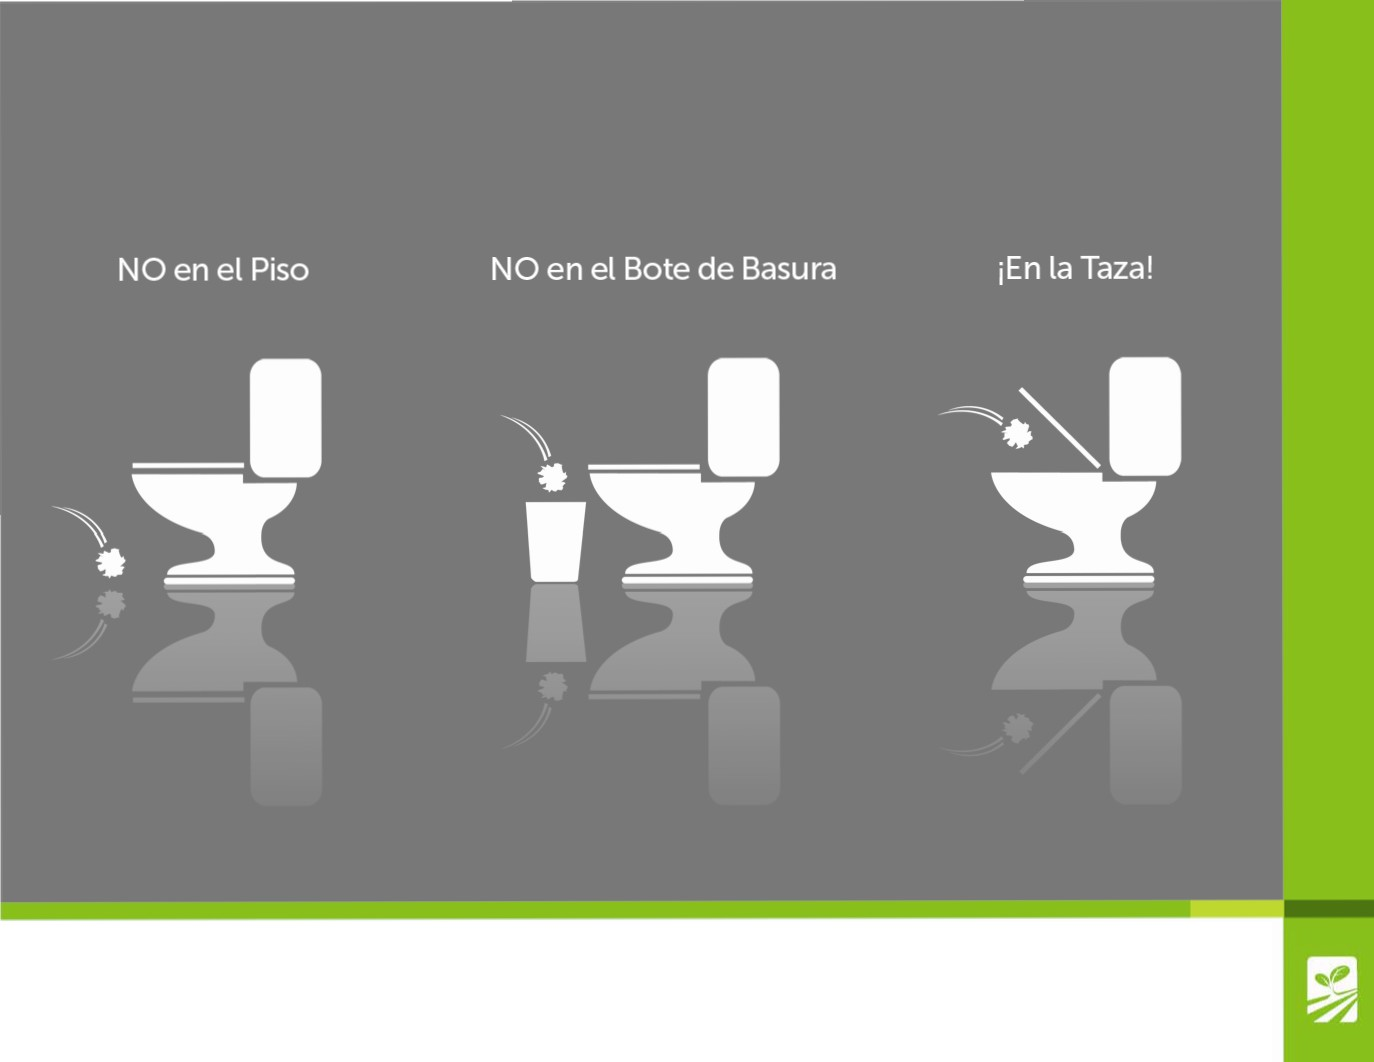 NO en el Piso
NO en el Bote de Basura
¡En la Taza!